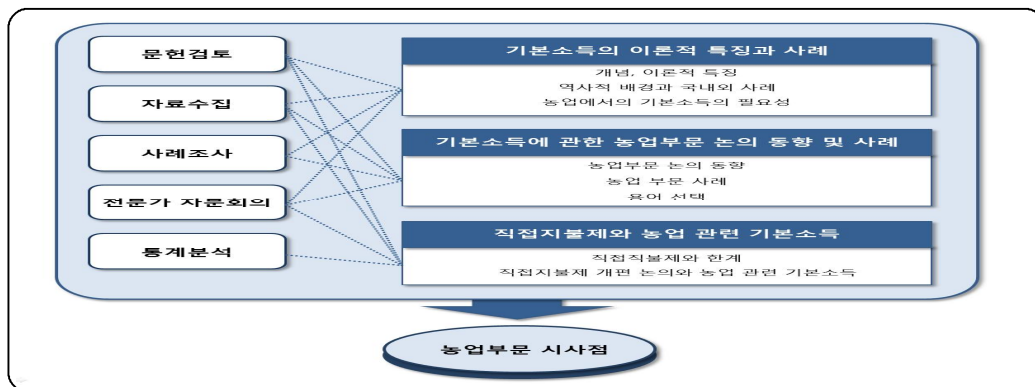 문헌검토
자료수집
사례조사
전문가 자문회의
통계분석
기본소득의 이론적 특징과 사례
개념, 이론적 특징
역사적 배경과 국내외 사례
농업에서의 기본소득의 필요성
기본소득에 관한 농업부문 논의 동향 및 사례
농업부문 논의 동향
농업 부문 사례
용어 선택
직접지불제와 농업 관련 기본소득
직접직불제와 한계
직접지불제 개편 논의와 농업 관련 기본소득
농업부문 시사점